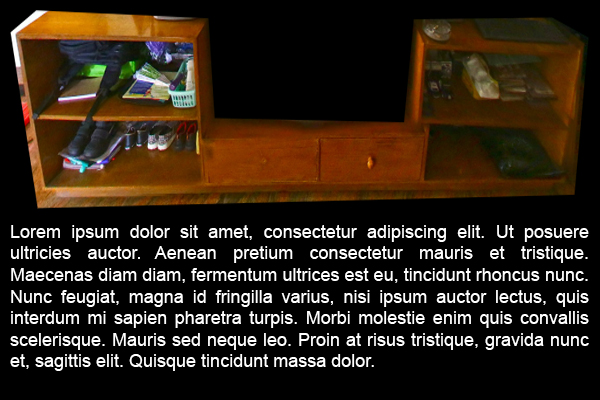 Lorem ipsum dolor sit amet, consectetur adipiscing elit. Ut posuere
ultricies auctor. Aenean pretium consectetur mauris et tristique.
Maecenas diam diam, fermentum ultrices est eu, tincidunt rhoncus nunc.
Nunc feugiat, magna id fringilla varius, nisi ipsum auctor lectus, quis
interdum mi sapien pharetra turpis. Morbi molestie enim quis convallis
scelerisque. Mauris sed neque leo. Proin at risus tristique, gravida nunc
et, sagittis elit. Quisque tincidunt massa dolor.